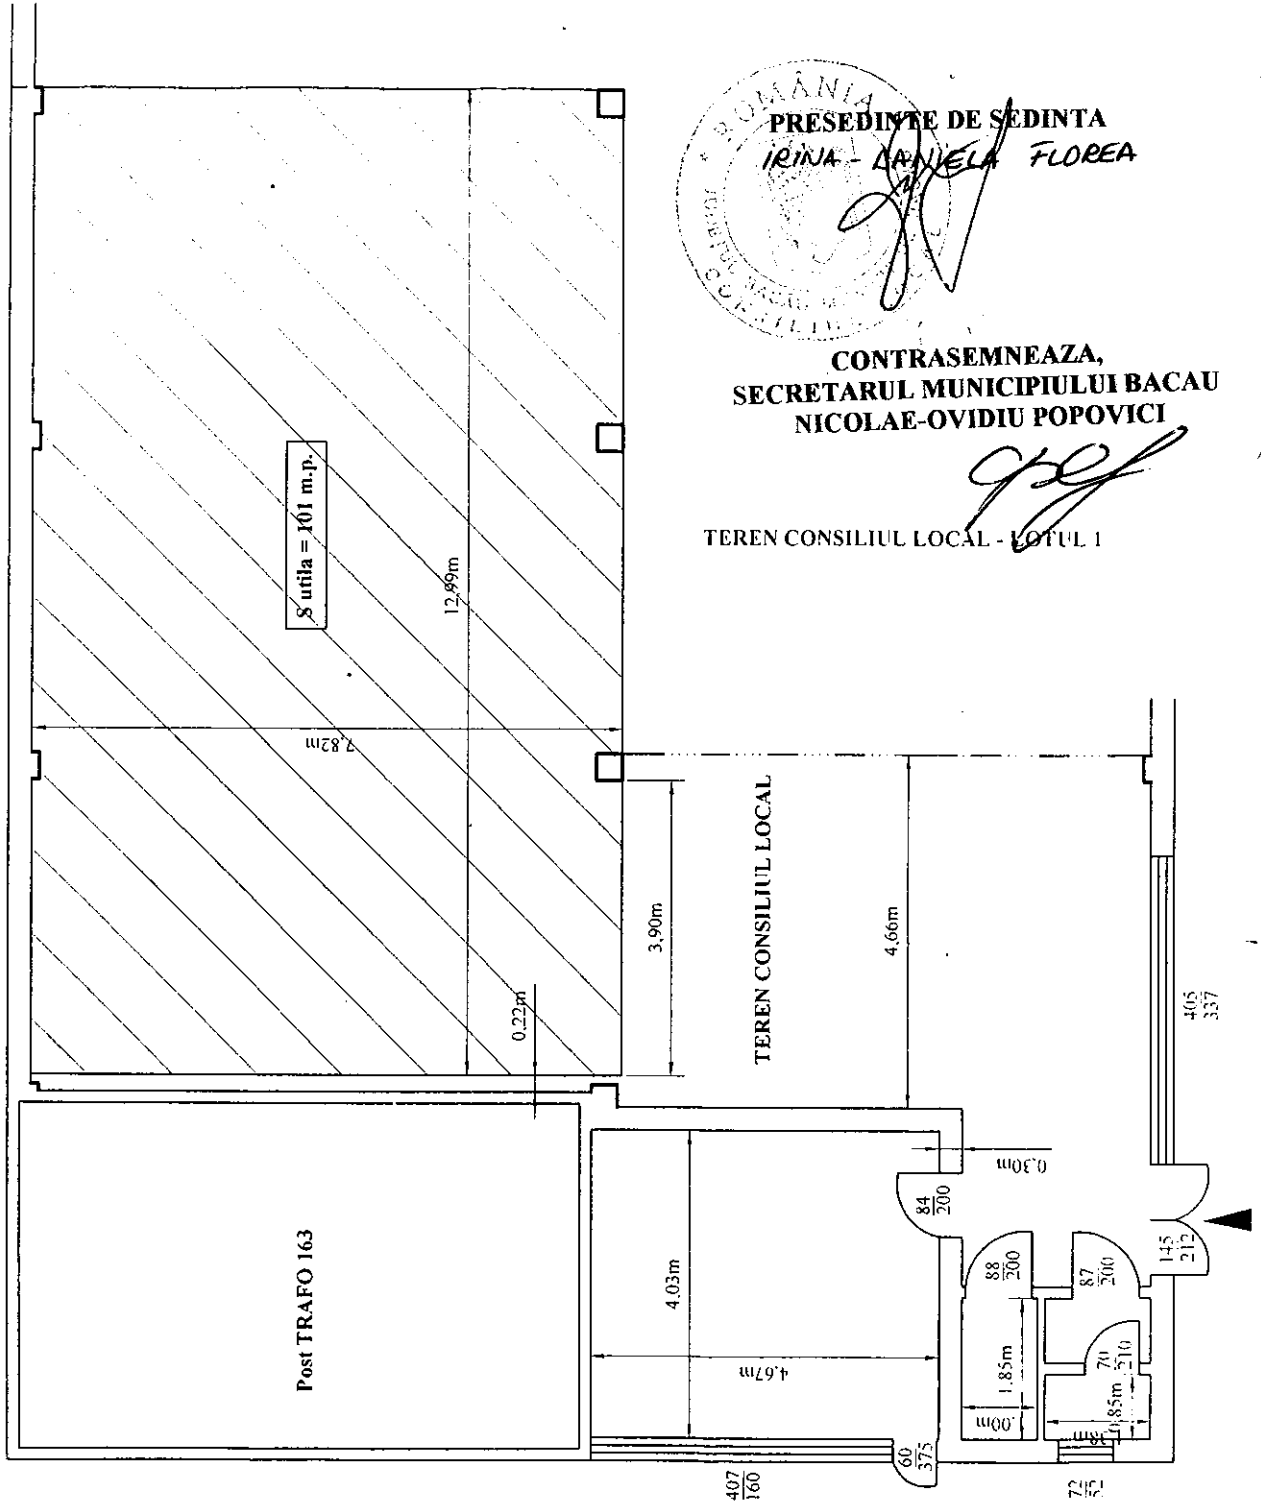 ROMÂNIA
PRESEDINTE DE SEDINTA
IRINA - DANIELA FLOREA
CONTRASEMNEAZA,
SECRETARUL MUNICIPIULUI BACAU
NICOLAE-OVIDIU POPOVICI
TEREN CONSILIUL LOCAL - LOTUL 1
S utila = 101 m.p.
12,99m
7,82m
0,22m
3,90m
TEREN CONSILIUL LOCAL
4,66m
405
337
Post TRAFO 163
4.03m
4,67m
0.30m
84
200
88
200
87
200
145
212
1.85m
70
210
0.85m
60
375
407
160